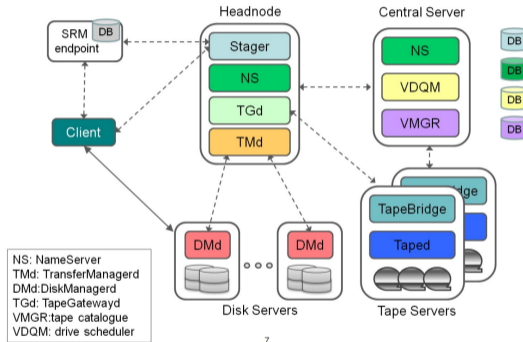 Headnode
Central Server
SRM
endpoint
DB
Stager
NS
TGd
TMd
NS
VDQM
VMGR
DB
DB
DB
DB
Client
DMd
DMd
Disk Servers
TapeBridge
Taped
dge
Tape Servers
NS: NameServer
TMd: TransferManagerd
DM:DiskManagerd
TGd: TapeGatewayd
VMGR:tape catalogue
VDQM: drive scheduler
7